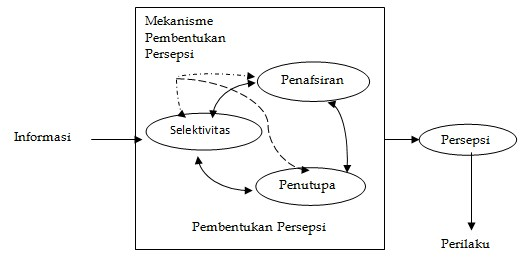 Mekanisme
Pembentukan
Persepsi
Penafsiran
Informasi
Selektivitas
Persepsi
Penutupa
Pembentukan Persepsi
Perilaku